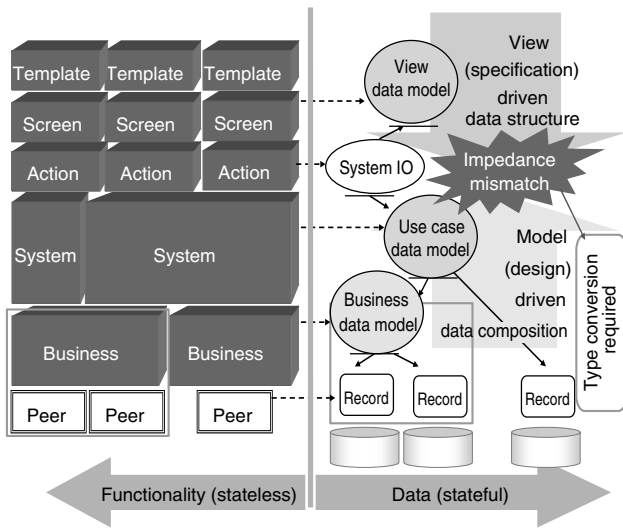 Template
Template
Template
Screen
Screen
Screen
Action
Action
Action
System
System
Business
Business
Peer
Peer
Peer
View
data model
System IO
Use case
data model
Business
data model
Record
Record
Record
View
(specification)
driven
data structure
Impedance
mismatch
Model
(design)
driven
data composition
Type conversion
required
Functionality (stateless)
Data (stateful)